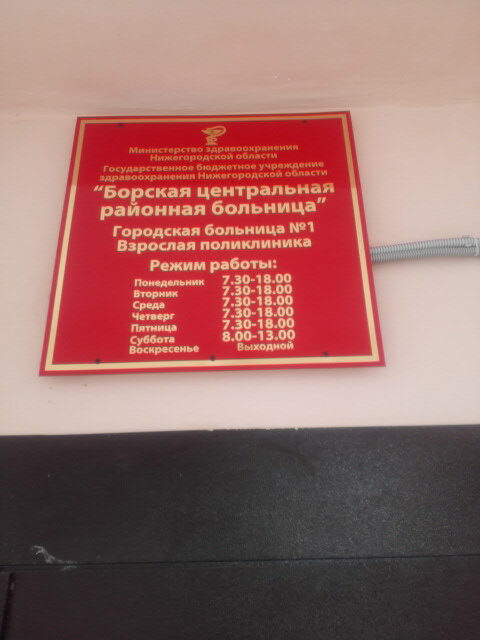 Министерство здравоохранения
Нижегородской области
Государственное бюджетное учреждение
здравоохранения Нижегородской области
“Борская центральная
районная больница”
Городская больница №1
Взрослая поликлиника
Режим работы:
Понедельник 7.30-18.00
Вторник 7.30-18.00
Среда 7.30-18.00
Четверг 7.30-18.00
Пятница 7.30-18.00
Суббота 8.00-13.00
Воскресенье Выходной